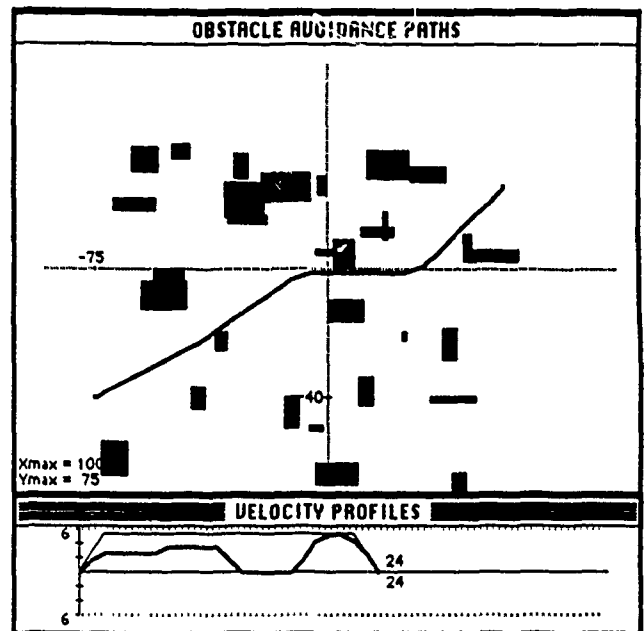 OBSTACLE AVOIDANCE PATHS
-75
-40
Xmax = 100
Ymax = 75
VELOCITY PROFILES
6
24
24
6